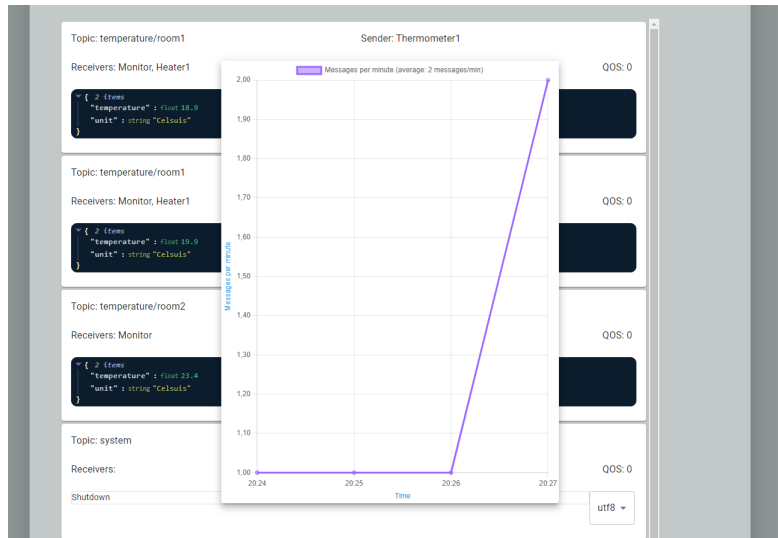 Topic: temperature/room1
Sender: Thermometer1
Receivers: Monitor, Heater1
QOS: 0
{ 2 items
"temperature" : float 18.9
"unit" : string "Celsuis"
}
Topic: temperature/room1
Receivers: Monitor, Heater1
QOS: 0
{ 2 items
"temperature" : float 19.9
"unit" : string "Celsuis"
}
Topic: temperature/room2
Receivers: Monitor
QOS: 0
{ 2 items
"temperature" : float 23.4
"unit" : string "Celsuis"
}
Topic: system
Receivers:
QOS: 0
Shutdown
utf8
Messages per minute (average: 2 messages/min)
2,00
1,90
1,80
1,70
1,60
1,50
1,40
1,30
1,20
1,10
1,00
Messages per minute
20:24 20:25 20:26 20:27
Time